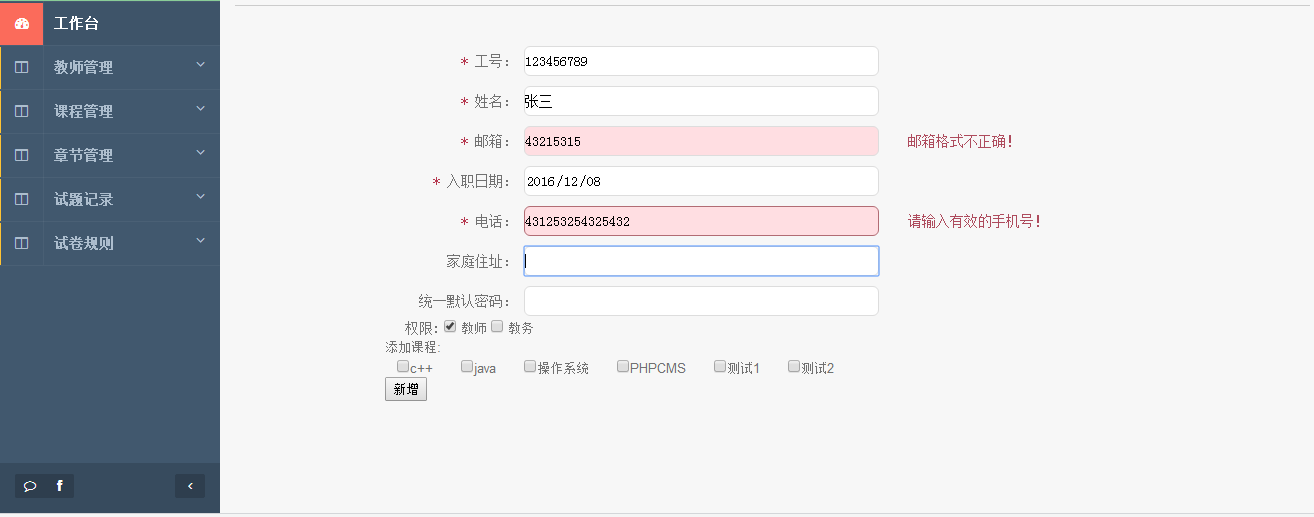 工作台
教师管理
课程管理
章节管理
试题记录
试卷规则
* 工号： 123456789
* 姓名： 张三
* 邮箱： 43215315 邮箱格式不正确！
* 入职日期： 2016/12/08
* 电话： 431253254325432 请输入有效的手机号！
家庭住址：
统一默认密码：
权限： 教师 教务
添加课程:
c++ java 操作系统 PHPCMS 测试1 测试2
新增